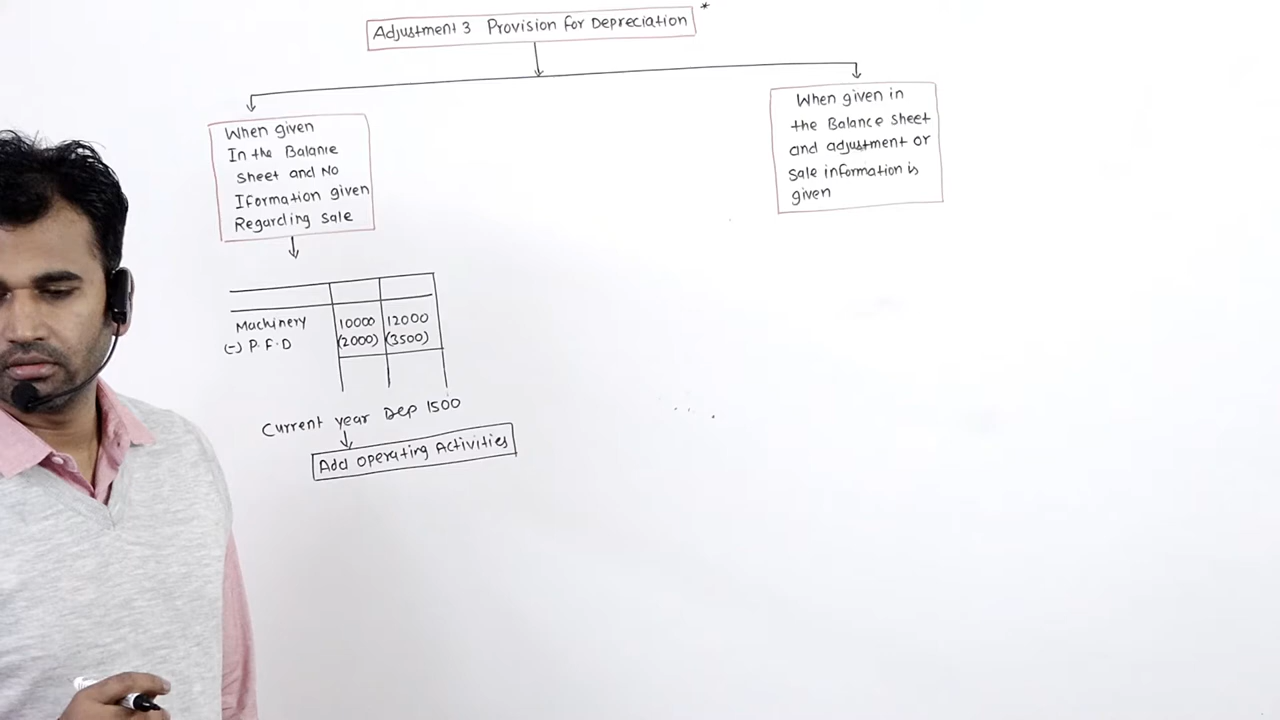 Adjustment 3 Provision for Depreciation *
When given
In the Balance
Sheet and No
Iformation given
Regarding sale
When given in
the Balance sheet
and adjustment or
sale information is
given
Machinery 10000 12000
(-) P.F.D (2000) (3500)
Current year Dep 1500
Add Operating Activities